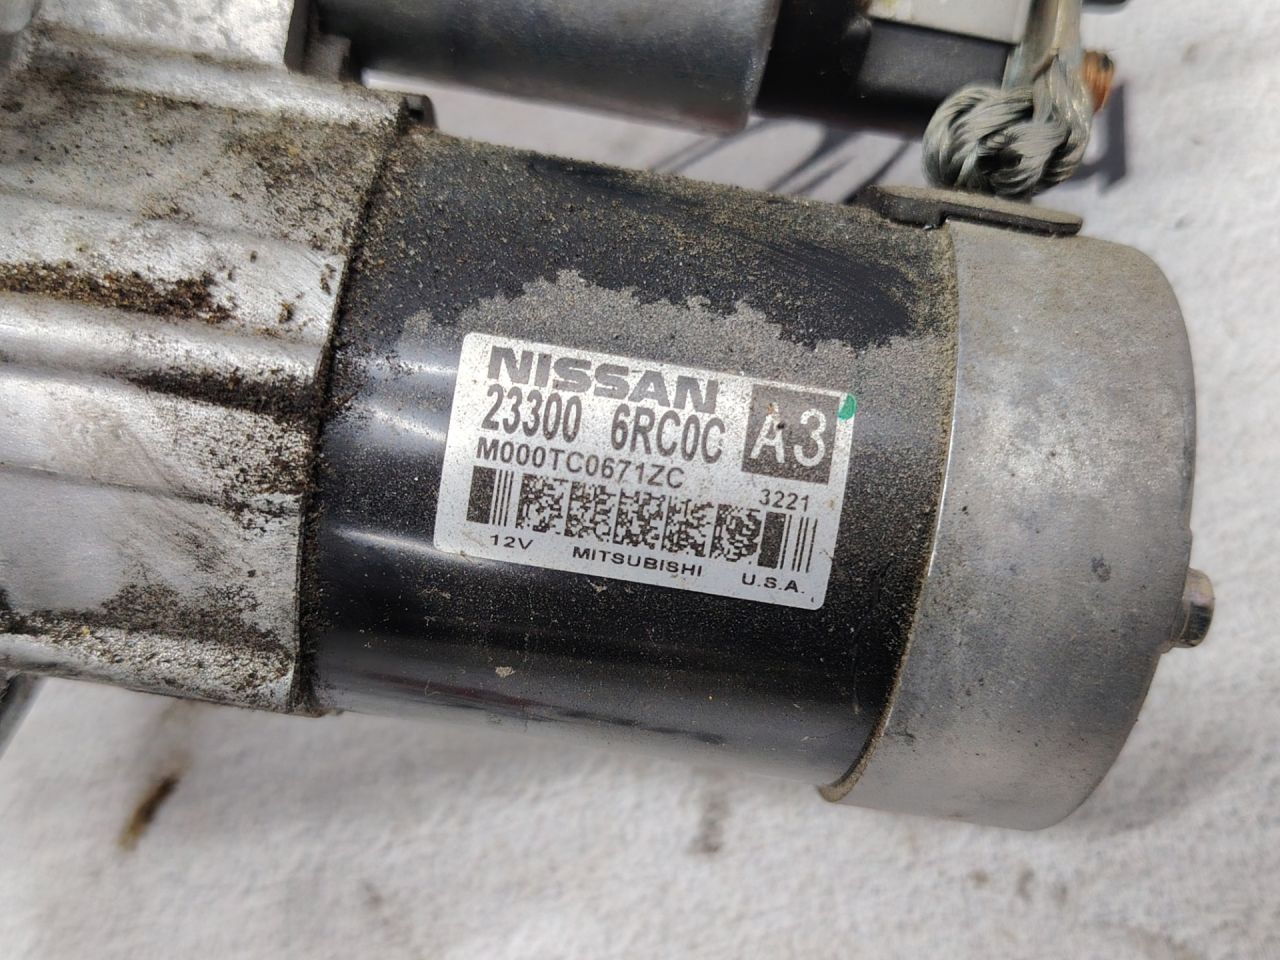 NISSAN
23300 6RC0C
A3
M000TC0671ZC
3221
12V MITSUBISHI U.S.A.